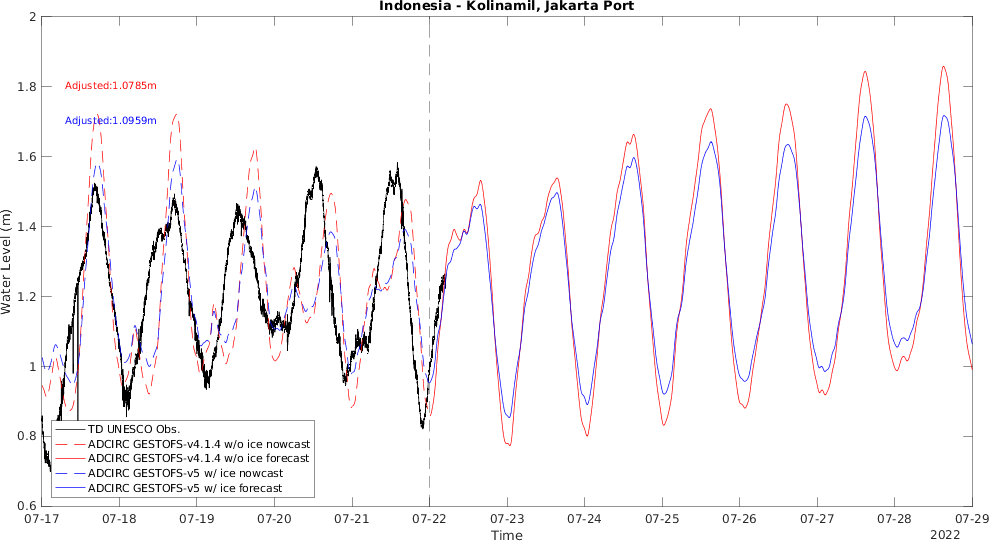 Indonesia - Kolinamil, Jakarta Port
Water Level (m)
2
1.8
1.6
1.4
1.2
1
0.8
0.6
Adjusted:1.0785m
Adjusted:1.0959m
TD UNESCO Obs.
ADCIRC GESTOFS-v4.1.4 w/o ice nowcast
ADCIRC GESTOFS-v4.1.4 w/o ice forecast
ADCIRC GESTOFS-v5 w/ ice nowcast
ADCIRC GESTOFS-v5 w/ ice forecast
07-17 07-18 07-19 07-20 07-21 07-22 07-23 07-24 07-25 07-26 07-27 07-28 07-29
Time
2022